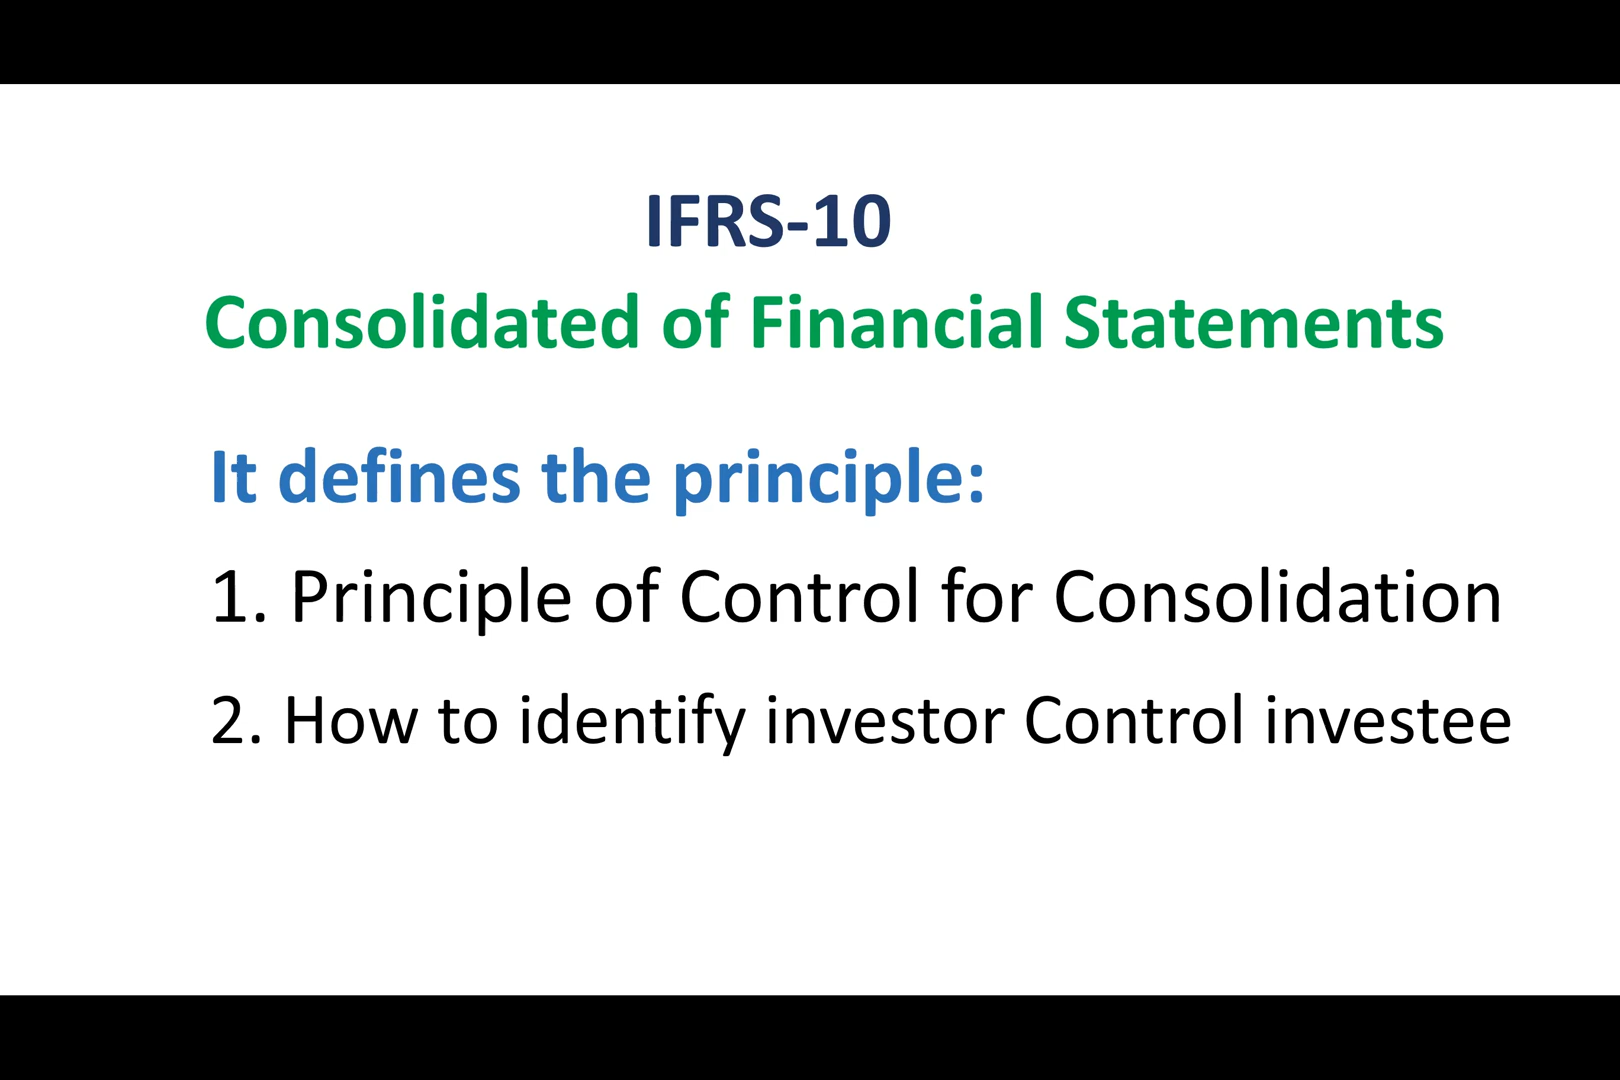 IFRS-10
Consolidated of Financial Statements
It defines the principle:
1. Principle of Control for Consolidation
2. How to identify investor Control investee